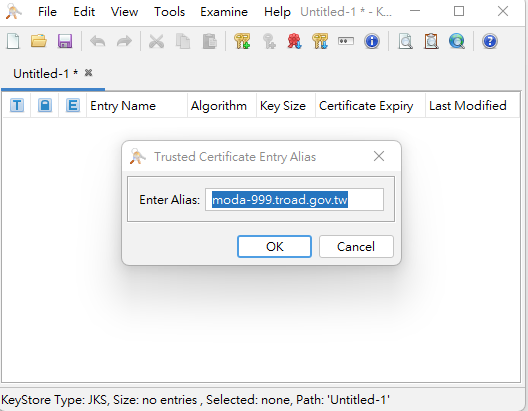 Untitled-1 * - K...
File Edit View Tools Examine Help
Untitled-1 *
T E Entry Name Algorithm Key Size Certificate Expiry Last Modified
Trusted Certificate Entry Alias
Enter Alias: moda-999.troad.gov.tw
OK Cancel
KeyStore Type: JKS, Size: no entries , Selected: none, Path: 'Untitled-1'